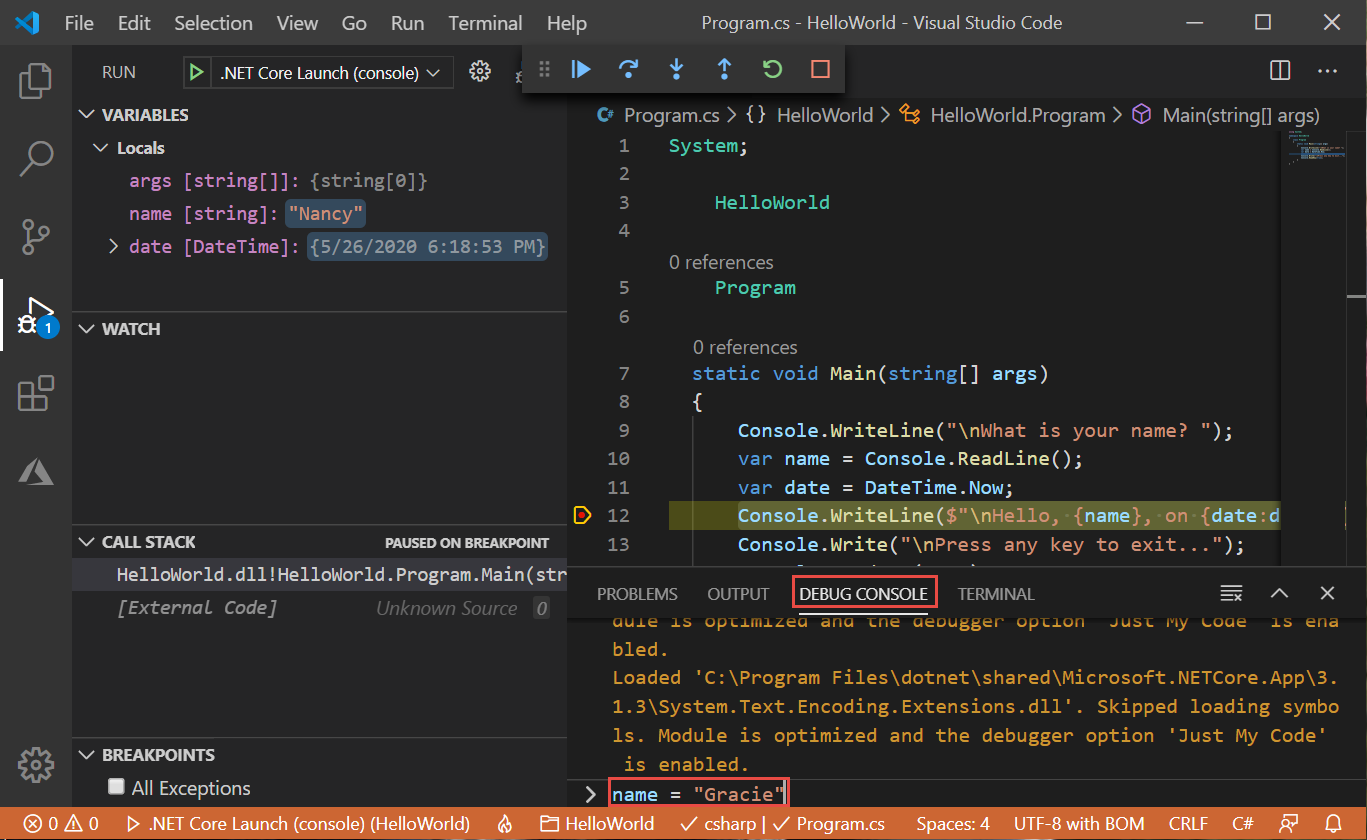 File Edit Selection View Go Run Terminal Help Program.cs - HelloWorld - Visual Studio Code
RUN .NET Core Launch (console)
VARIABLES
Locals
args [string[]]: {string[0]}
name [string]: "Nancy"
date [DateTime]: {5/26/2020 6:18:53 PM}
1
WATCH
CALL STACK PAUSED ON BREAKPOINT
HelloWorld.dll!HelloWorld.Program.Main(str
[External Code] Unknown Source 0
BREAKPOINTS
All Exceptions
C# Program.cs > {} HelloWorld > HelloWorld.Program > Main(string[] args)
1 System;
2
3 HelloWorld
4
0 references
5 Program
6
0 references
7 static void Main(string[] args)
8 {
9 Console.WriteLine("\nWhat is your name? ");
10 var name = Console.ReadLine();
11 var date = DateTime.Now;
12 Console.WriteLine($"\nHello, {name}, on {date:d
13 Console.Write("\nPress any key to exit...");
PROBLEMS OUTPUT DEBUG CONSOLE TERMINAL
dule is optimized and the debugger option 'Just My Code' is ena
bled.
Loaded 'C:\Program Files\dotnet\shared\Microsoft.NETCore.App\3.
1.3\System.Text.Encoding.Extensions.dll'. Skipped loading symbo
ls. Module is optimized and the debugger option 'Just My Code'
is enabled.
> name = "Gracie"
0 0 .NET Core Launch (console) (HelloWorld) HelloWorld csharp | Program.cs Spaces: 4 UTF-8 with BOM CRLF C#